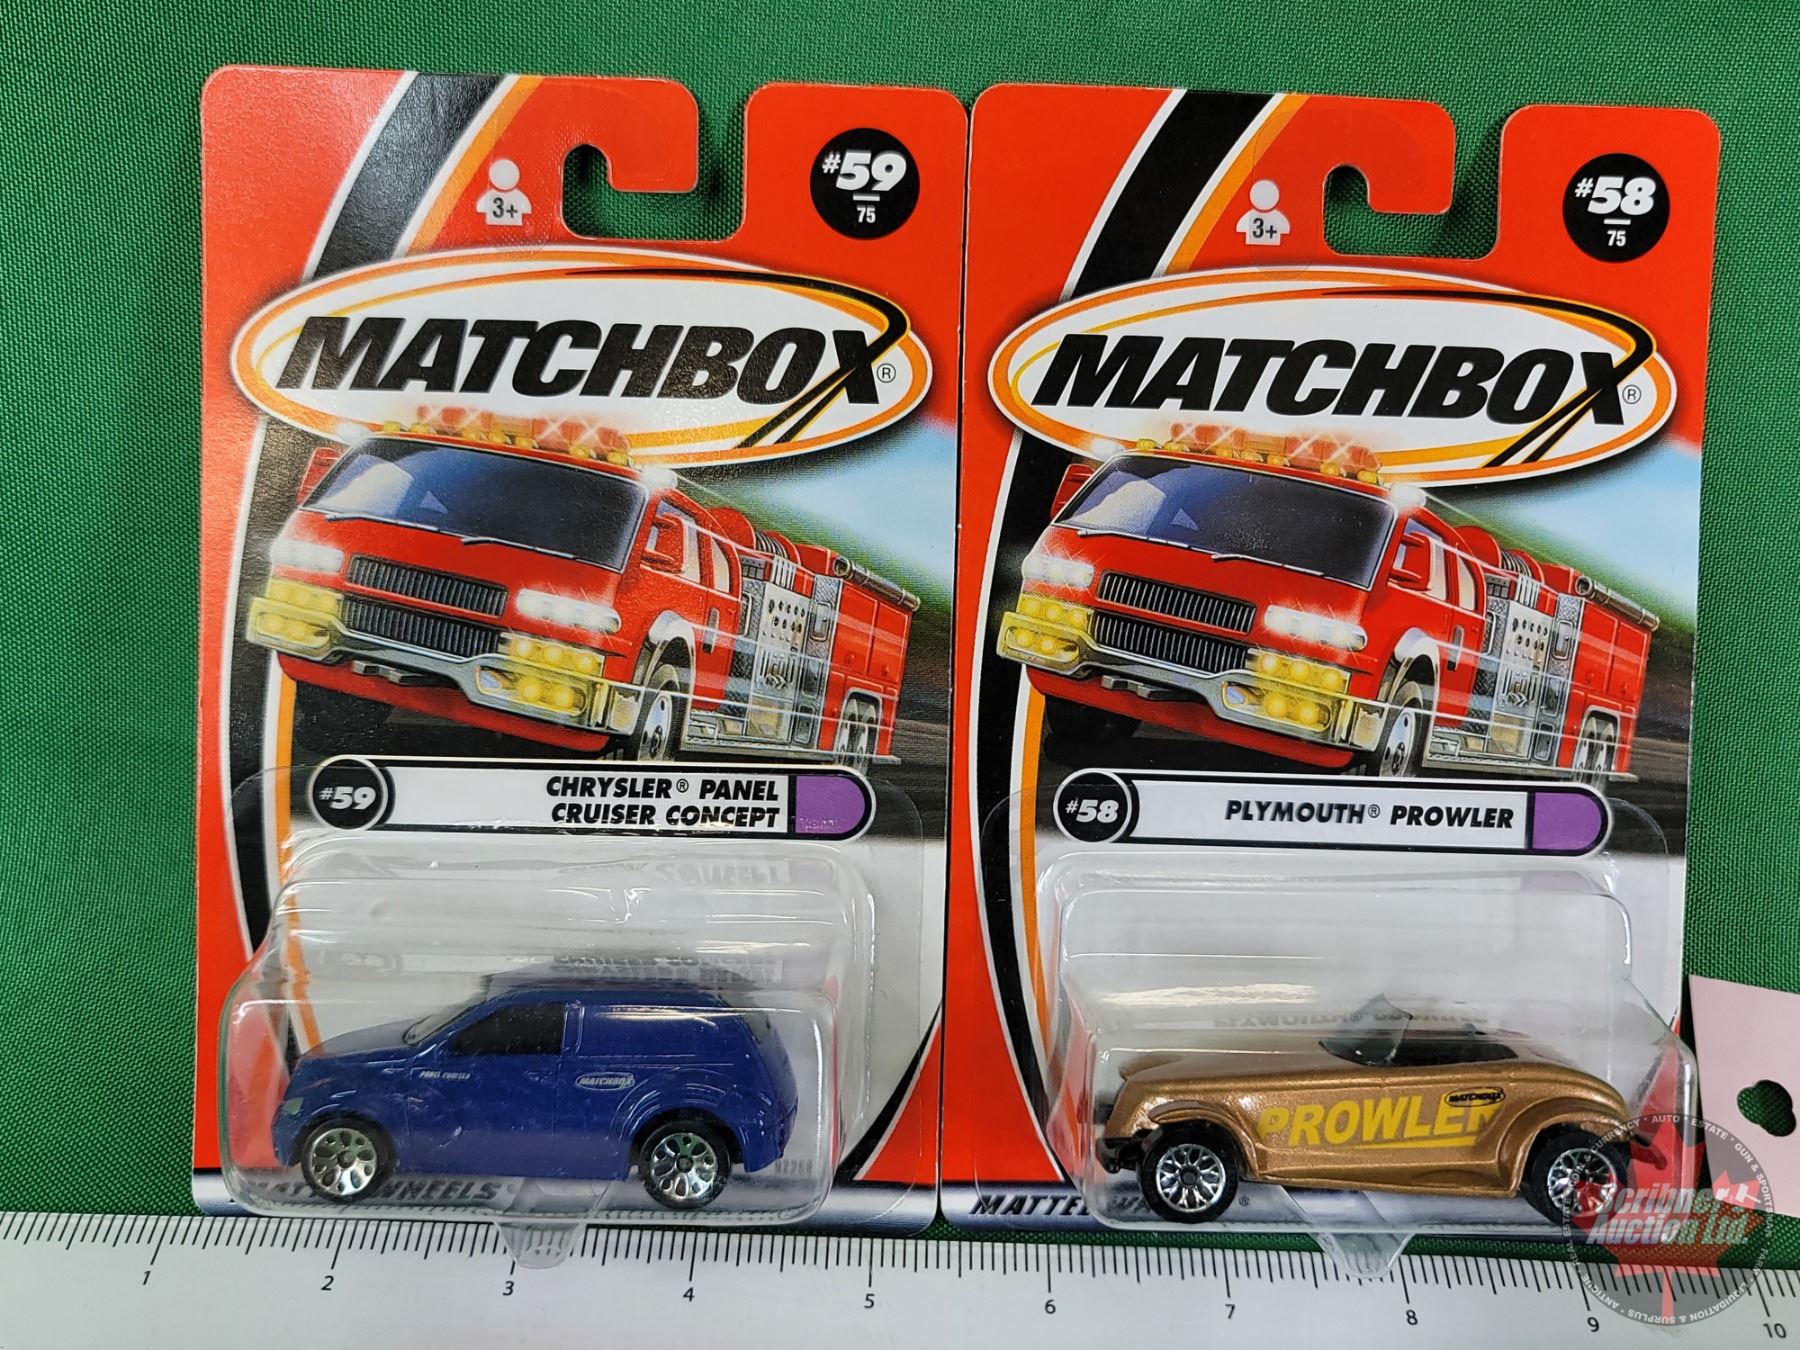 #59
75
3+
MATCHBOX®
#59
CHRYSLER® PANEL
CRUISER CONCEPT
PANEL CRUISER
MATCHBOX
WHEELS
#58
75
3+
MATCHBOX®
#58
PLYMOUTH® PROWLER
PROWLER
MATCHBOX
MATTEL
Scribner
Auction Ltd.
1 2 3 4 5 6 7 8 9 10